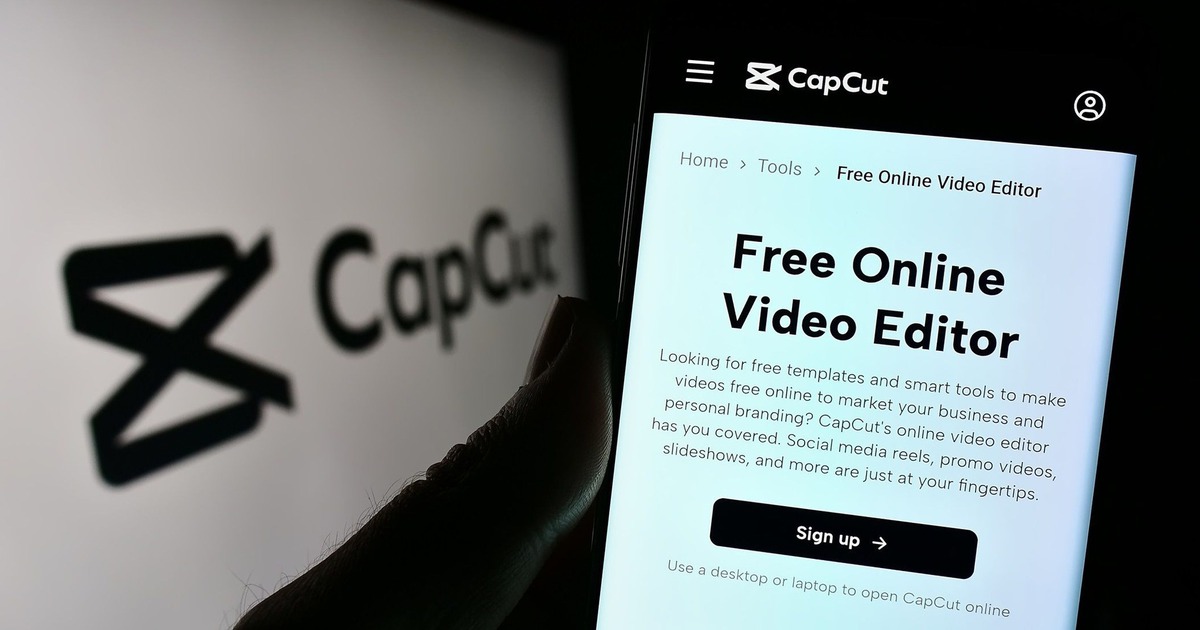 CapCut
CapCut
Home > Tools > Free Online Video Editor
Free Online
Video Editor
Looking for free templates and smart tools to make
videos free online to market your business and
personal branding? CapCut's online video editor
has you covered. Social media reels, promo videos,
slideshows, and more are just at your fingertips.
Sign up →
Use a desktop or laptop to open CapCut online